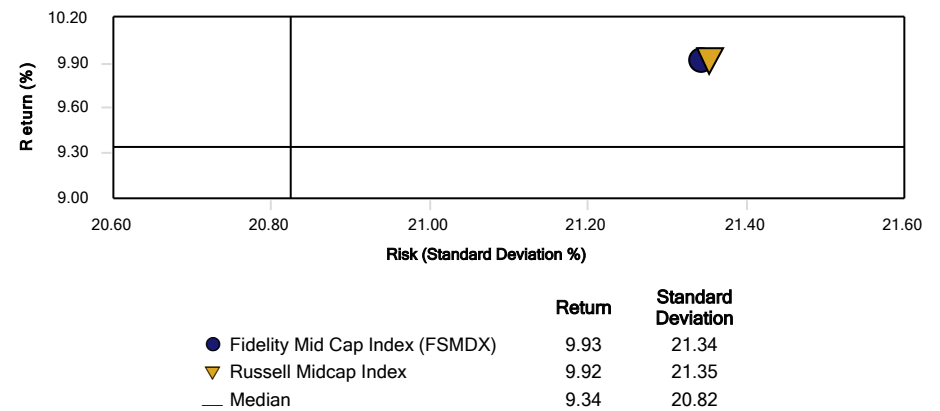 10.20
9.90
9.60
9.30
9.00
Return (%)
20.60 20.80 21.00 21.20 21.40 21.60
Risk (Standard Deviation %)
Return Standard Deviation
Fidelity Mid Cap Index (FSMDX) 9.93 21.34
Russell Midcap Index 9.92 21.35
Median 9.34 20.82